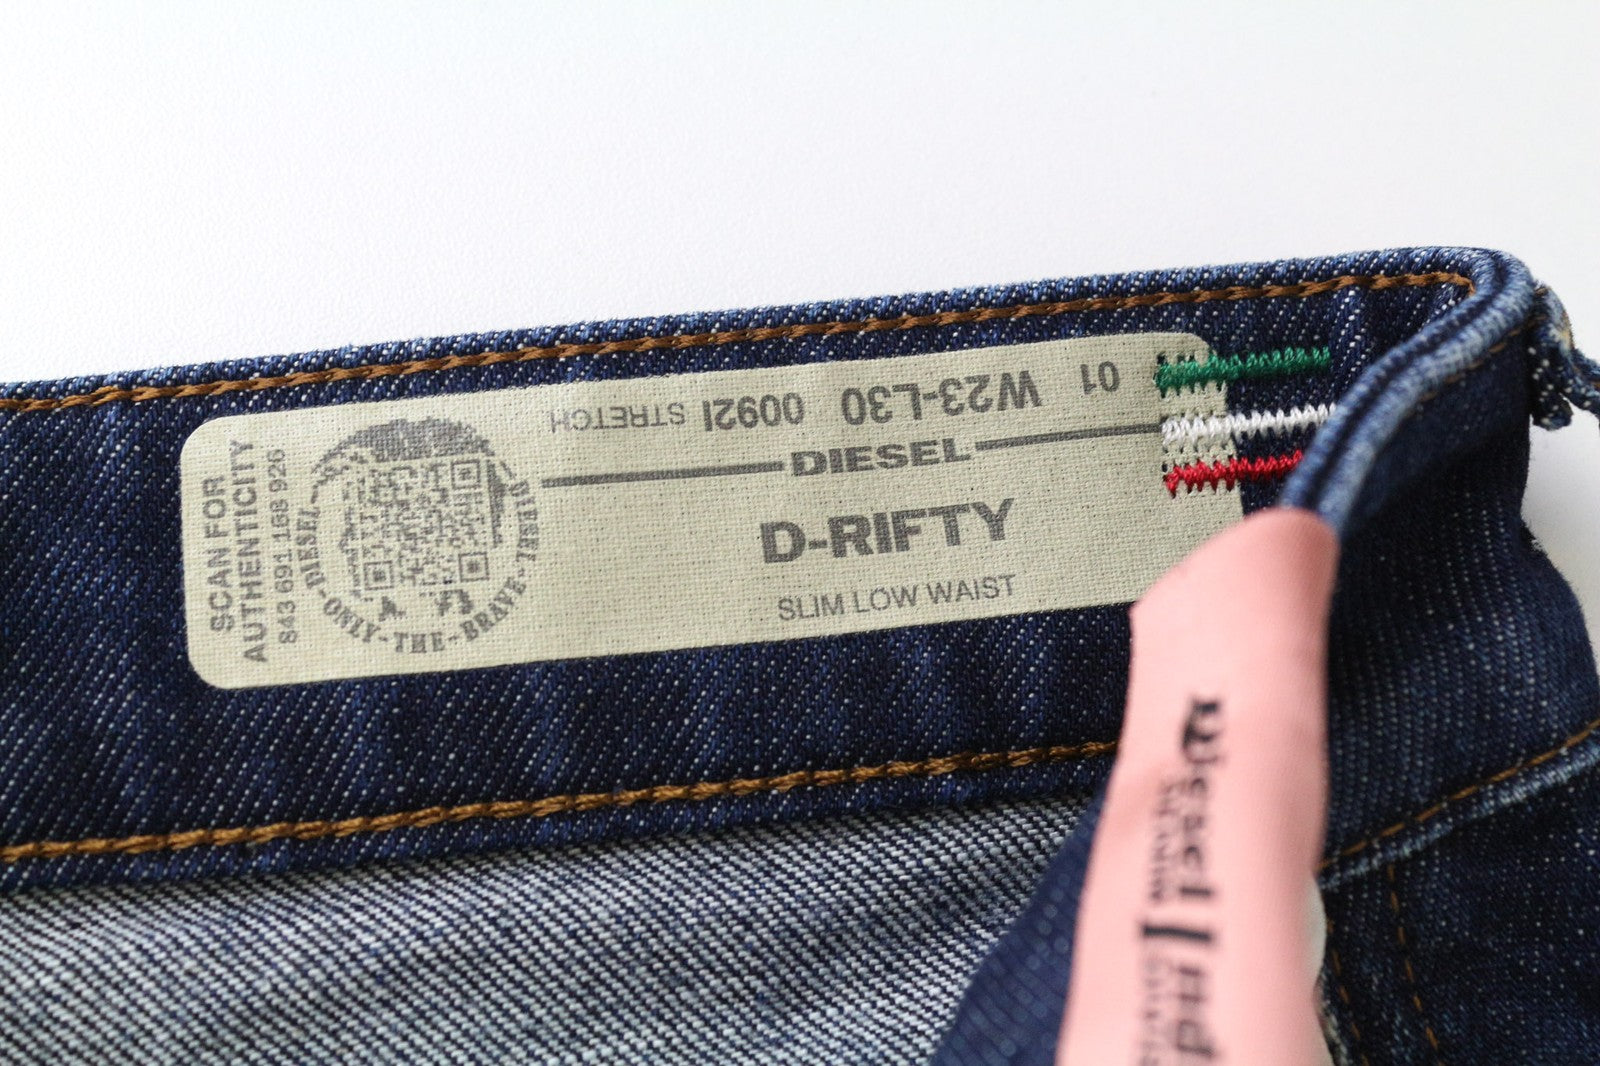 SCAN FOR
AUTHENTICITY
843 691 168 926
DIESEL-ONLY-THE-BRAVE-DIESEL
01 W23-L30 0092I STRETCH
DIESEL
D-RIFTY
SLIM LOW WAIST
Diesel